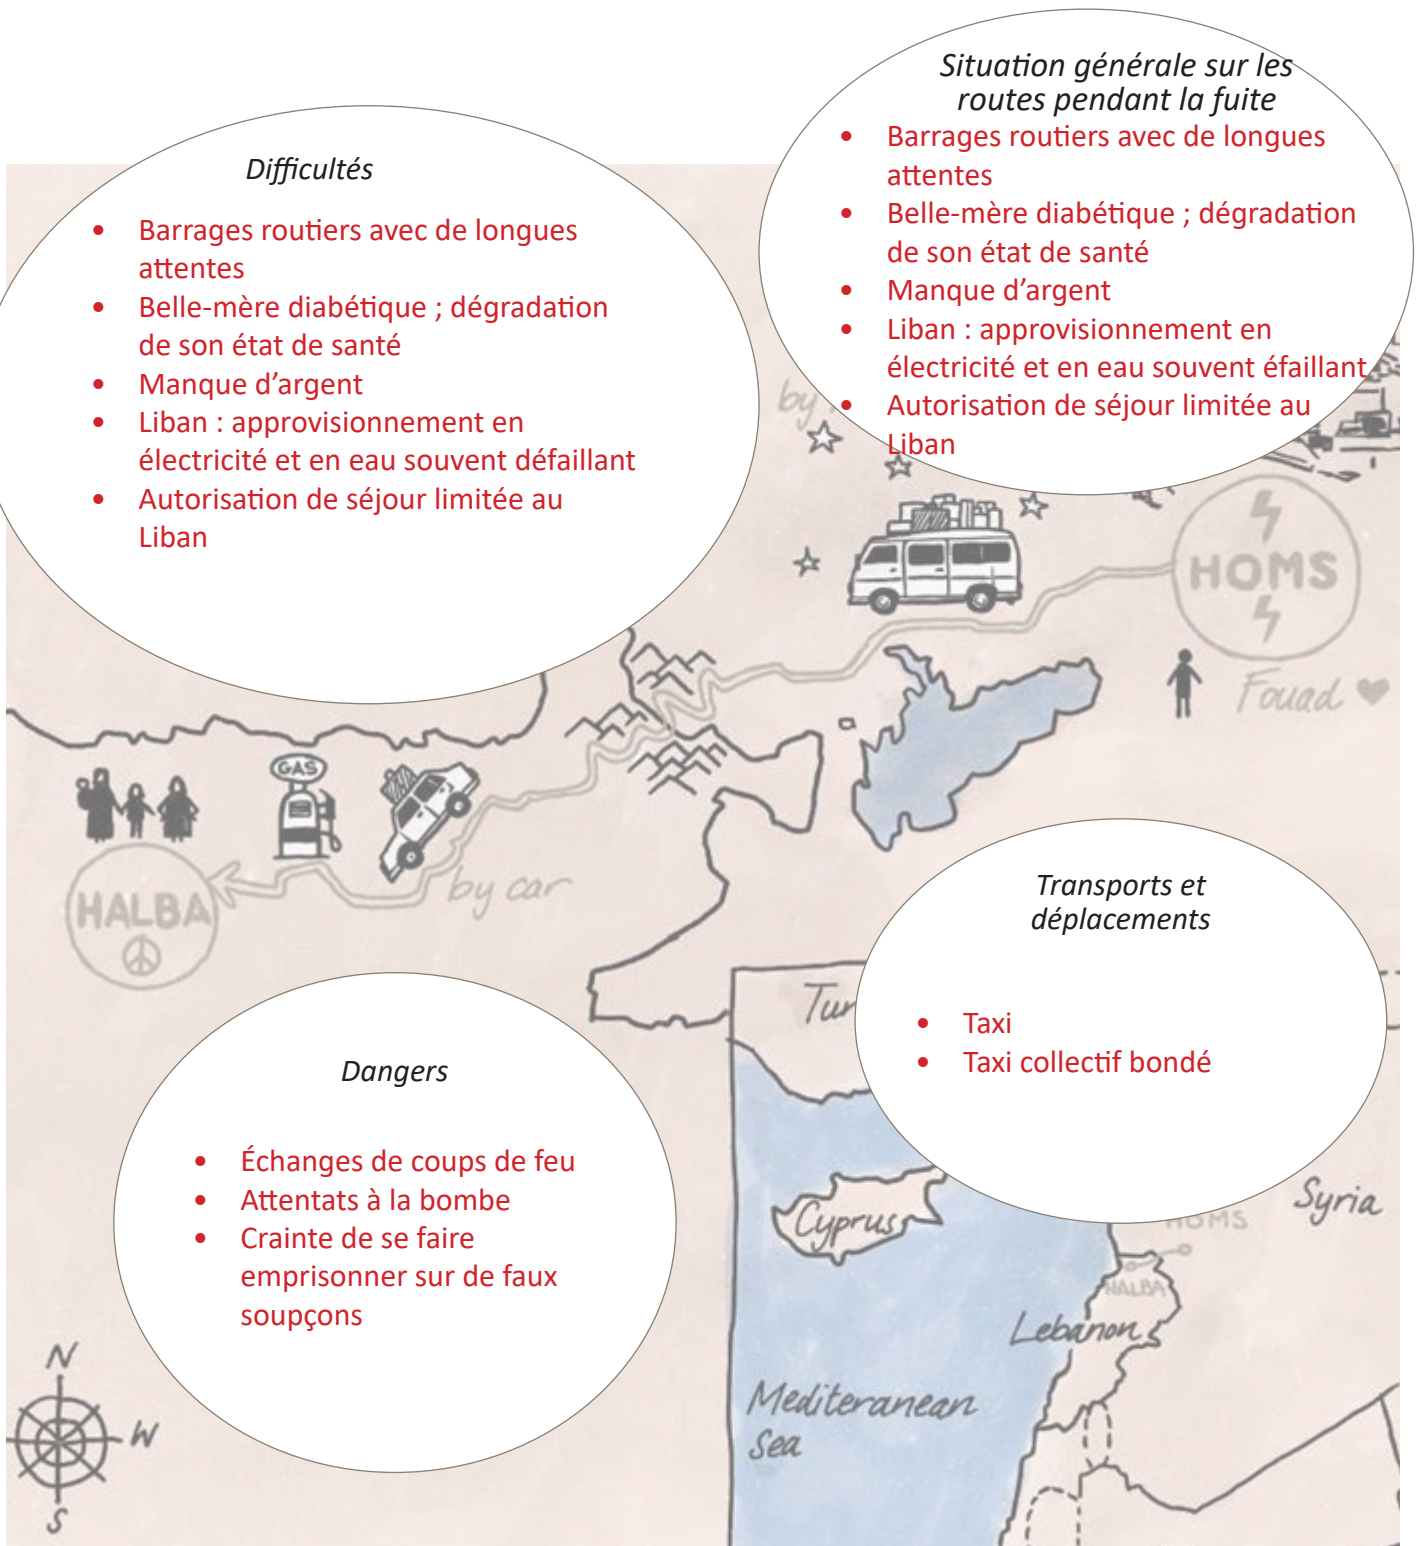 Situation générale sur les
routes pendant la fuite
• Barrages routiers avec de longues
attentes
• Belle-mère diabétique ; dégradation
de son état de santé
• Manque d’argent
• Liban : approvisionnement en
électricité et en eau souvent éfaillant
• Autorisation de séjour limitée au
Liban
Difficultés
• Barrages routiers avec de longues
attentes
• Belle-mère diabétique ; dégradation
de son état de santé
• Manque d’argent
• Liban : approvisionnement en
électricité et en eau souvent défaillant
• Autorisation de séjour limitée au
Liban
by
HOMS
Fouad
GAS
by car
HALBA
Transports et
déplacements
• Taxi
• Taxi collectif bondé
Dangers
• Échanges de coups de feu
• Attentats à la bombe
• Crainte de se faire
emprisonner sur de faux
soupçons
Tur
Cyprus
Syria
HOMS
HALBA
Lebanon
Mediteranean
Sea
N
W
S